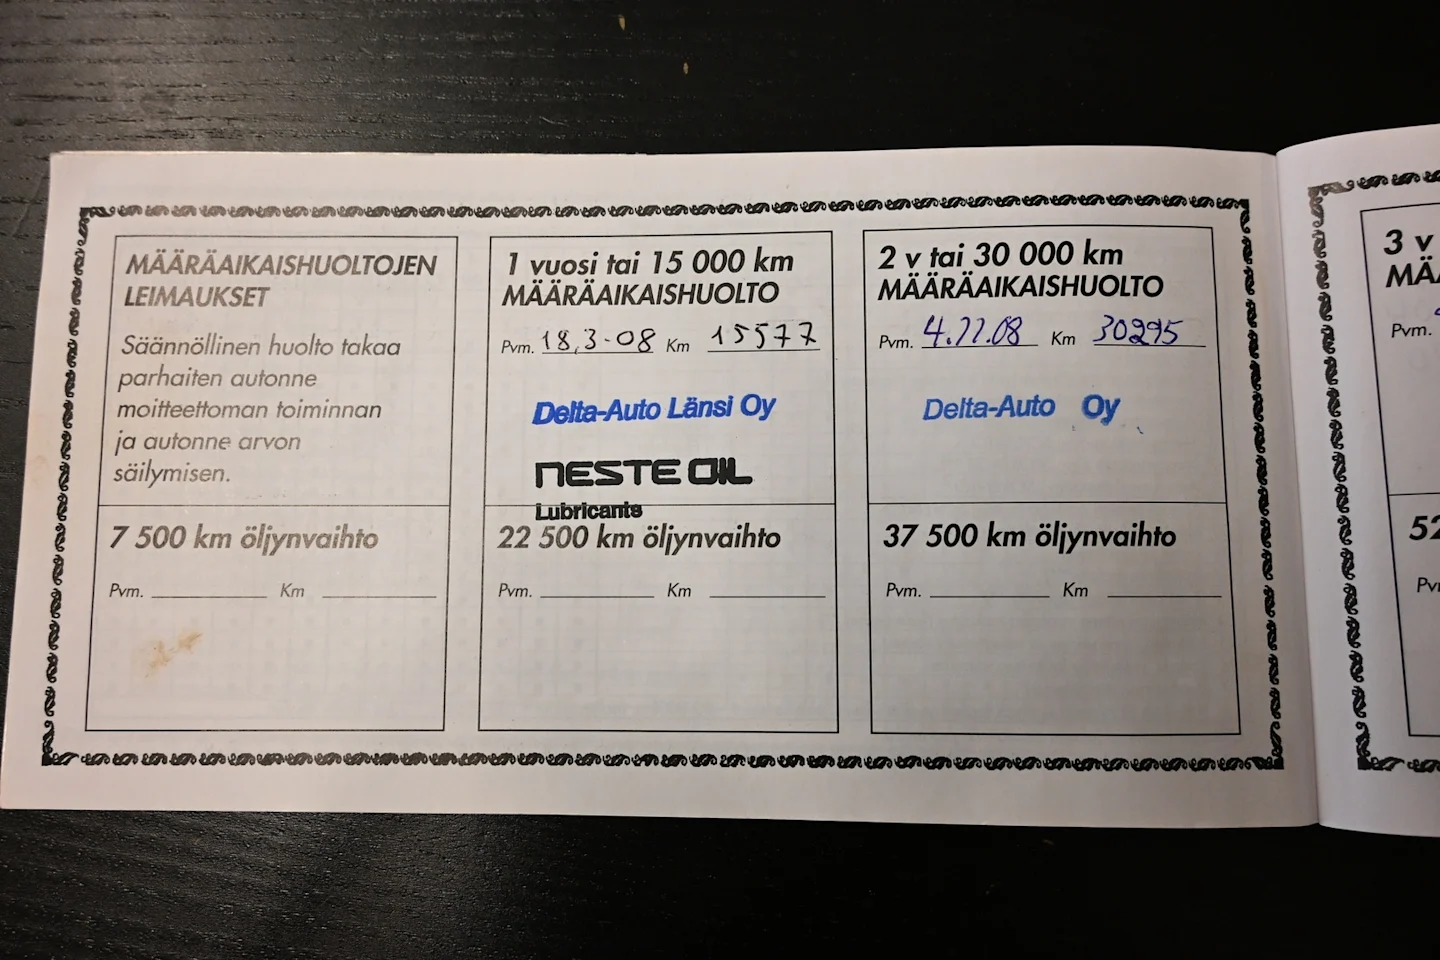 MÄÄRÄAIKAISHUOLTOJEN
LEIMAUKSET
Säännöllinen huolto takaa
parhaiten autonne
moitteettoman toiminnan
ja autonne arvon
säilymisen.
7 500 km öljynvaihto
Pvm. Km
1 vuosi tai 15 000 km
MÄÄRÄAIKAISHUOLTO
Pvm. 18.3-08 Km 15577
Delta-Auto Länsi Oy
NESTE OIL
Lubricants
22 500 km öljynvaihto
Pvm. Km
2 v tai 30 000 km
MÄÄRÄAIKAISHUOLTO
Pvm. 4.11.08 Km 30295
Delta-Auto Oy
37 500 km öljynvaihto
Pvm. Km
3 v
Pvm.